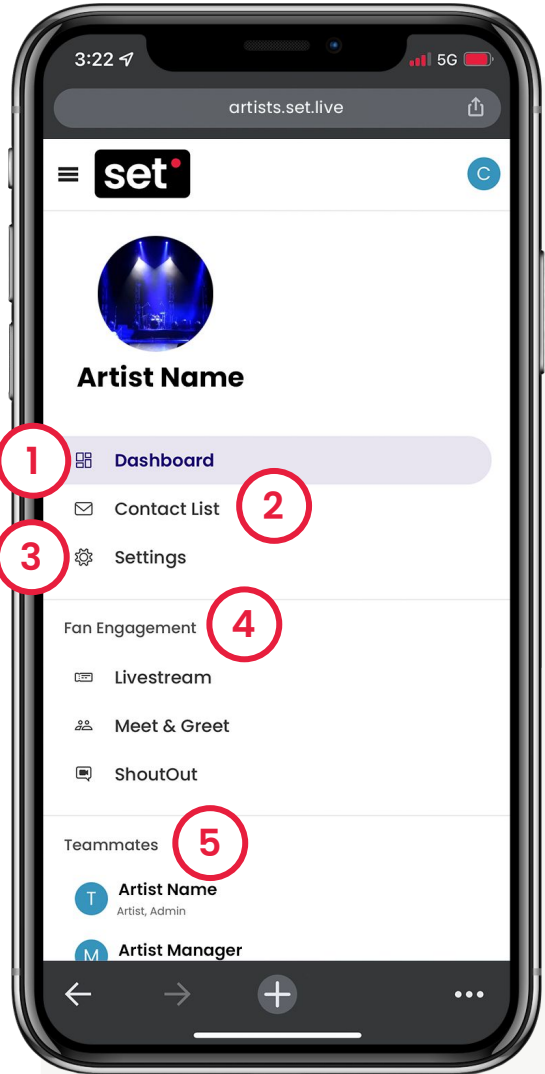 3:22 5G
artists.set.live
set C
Artist Name
1 Dashboard
Contact List 2
3 Settings
Fan Engagement 4
Livestream
Meet & Greet
ShoutOut
Teammates 5
T Artist Name
Artist, Admin
M Artist Manager